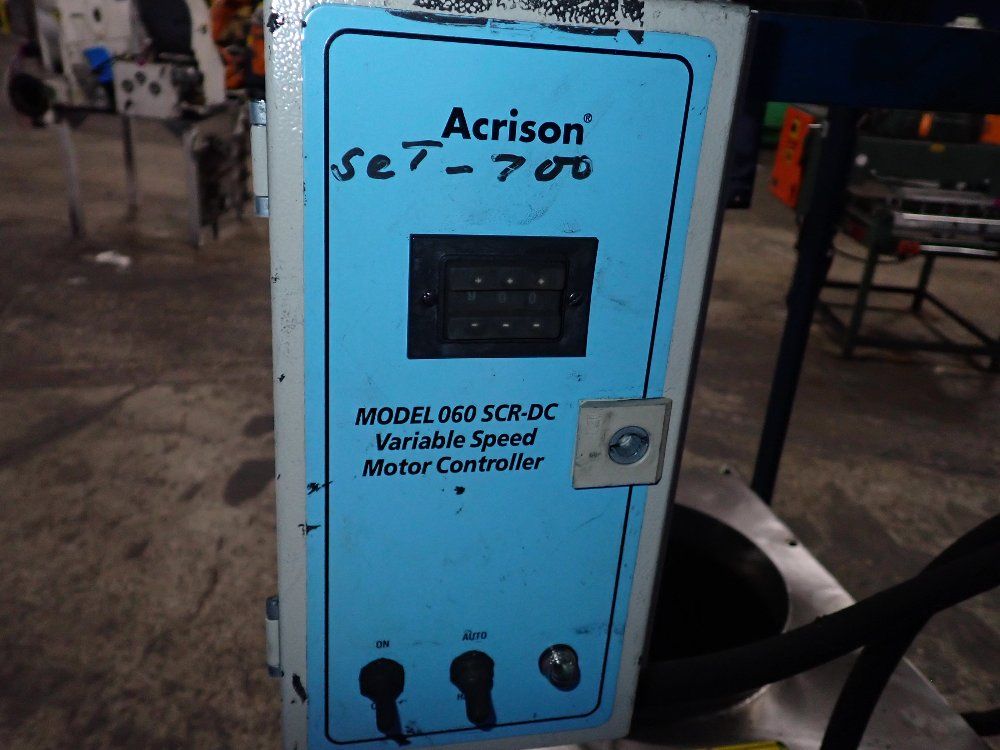 Acrison®
SeT - 700
+ + +
- - -
MODEL 060 SCR-DC
Variable Speed
Motor Controller
ON AUTO